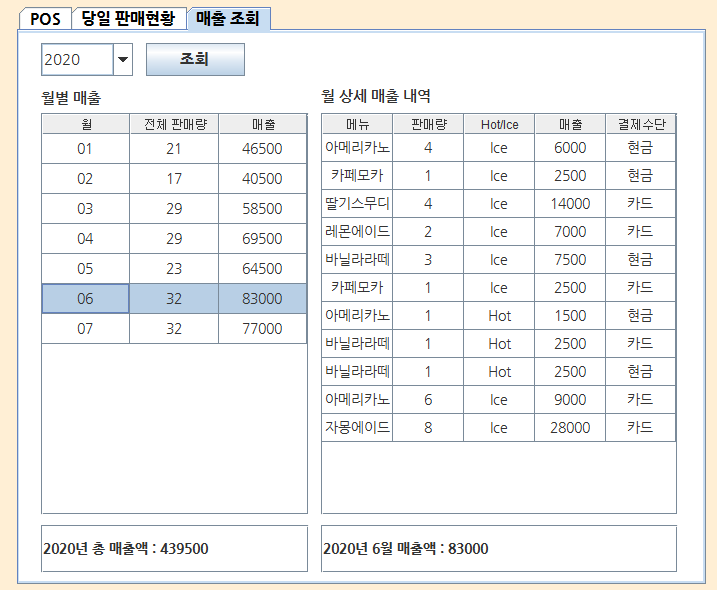 POS 당일 판매현황 매출 조회
2020 조회
월별 매출
월 전체 판매량 매출
01 21 46500
02 17 40500
03 29 58500
04 29 69500
05 23 64500
06 32 83000
07 32 77000
2020년 총 매출액 : 439500
월 상세 매출 내역
메뉴 판매량 Hot/Ice 매출 결제수단
아메리카노 4 Ice 6000 현금
카페모카 1 Ice 2500 현금
딸기스무디 4 Ice 14000 카드
레몬에이드 2 Ice 7000 카드
바닐라라떼 3 Ice 7500 현금
카페모카 1 Ice 2500 카드
아메리카노 1 Hot 1500 현금
바닐라라떼 1 Hot 2500 카드
바닐라라떼 1 Hot 2500 현금
아메리카노 6 Ice 9000 카드
자몽에이드 8 Ice 28000 카드
2020년 6월 매출액 : 83000